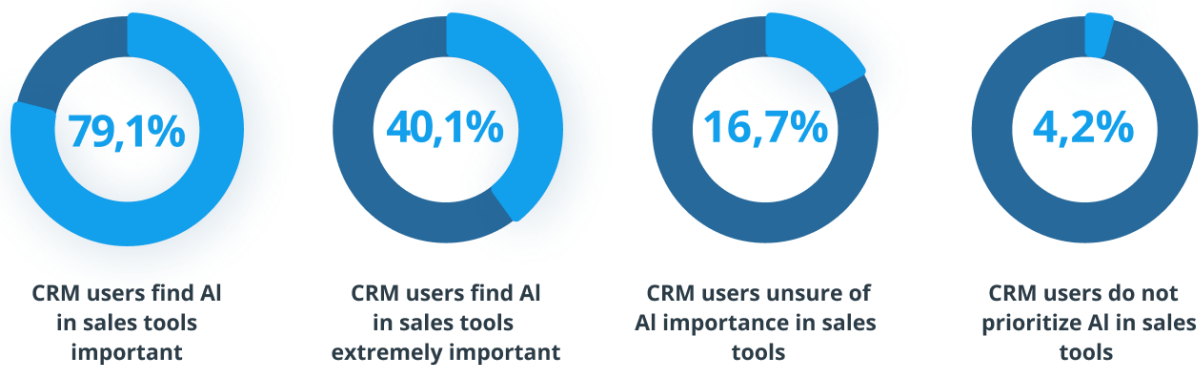 79,1%
CRM users find AI
in sales tools
important
40,1%
CRM users find AI
in sales tools
extremely important
16,7%
CRM users unsure of
AI importance in sales
tools
4,2%
CRM users do not
prioritize AI in sales
tools